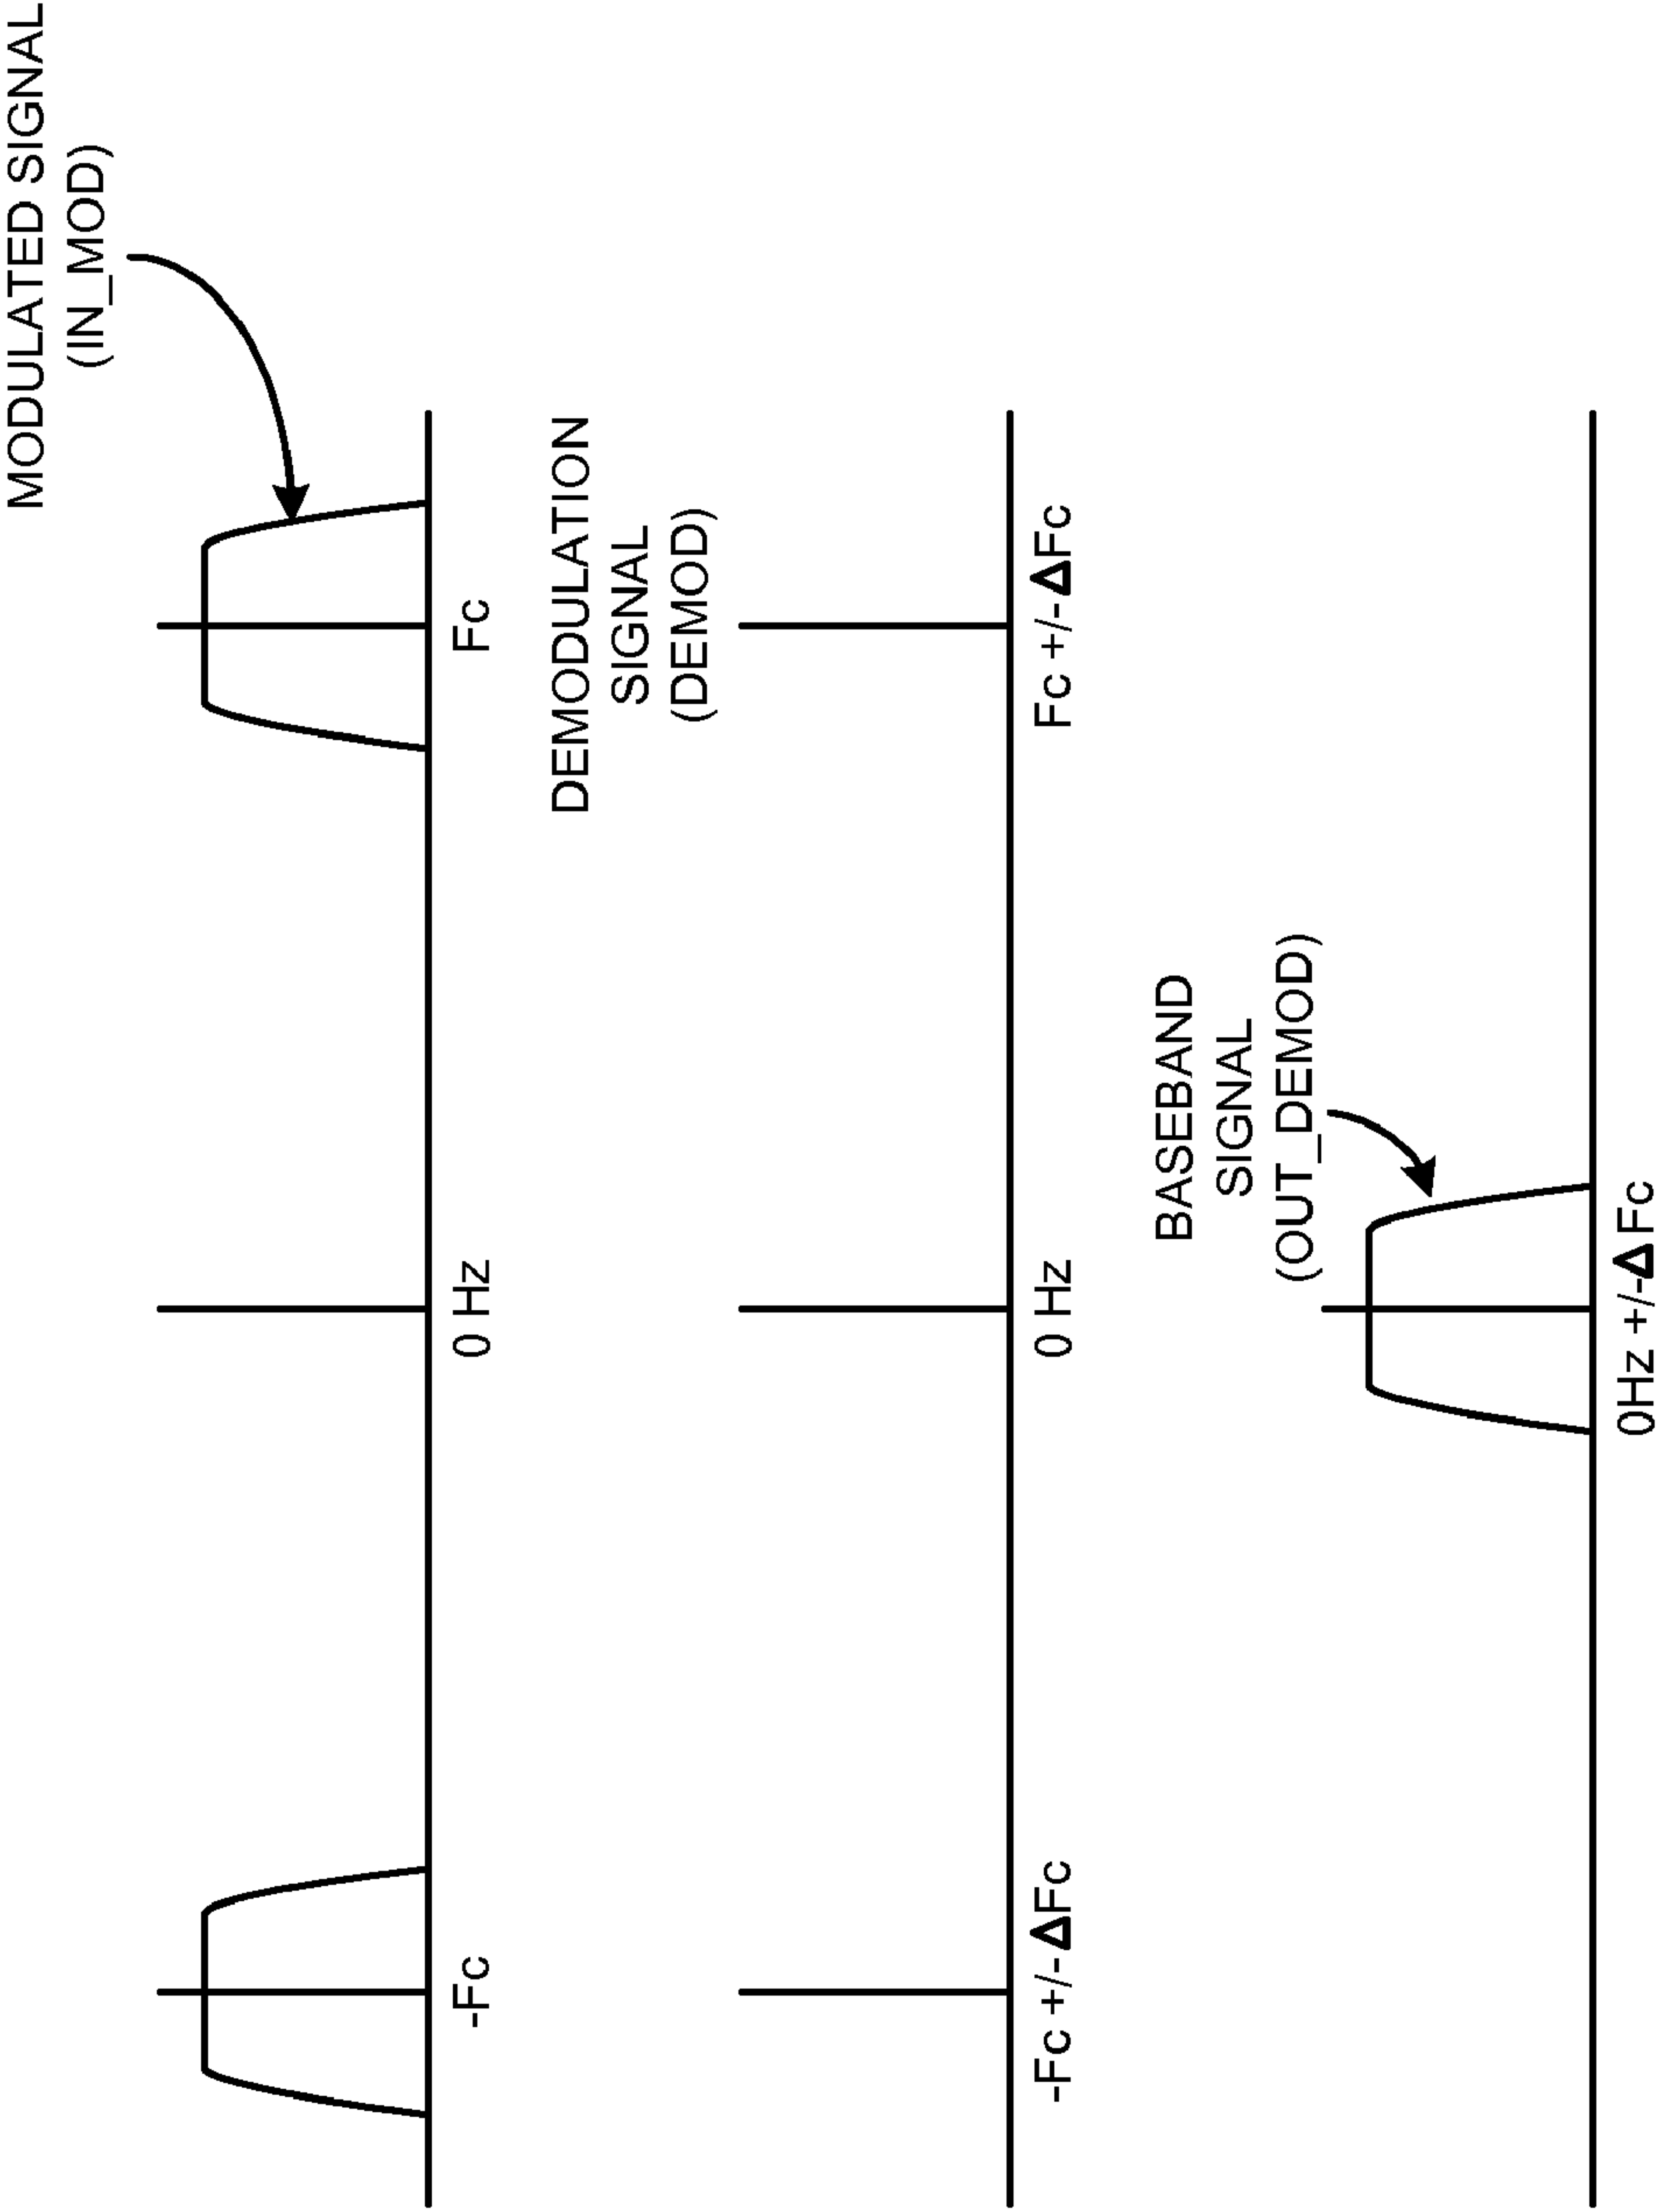 MODULATED SIGNAL
(IN_MOD)
-Fc
0 Hz
Fc
DEMODULATION
SIGNAL
(DEMOD)
-Fc +/-ΔFc
0 Hz
Fc +/-ΔFc
BASEBAND
SIGNAL
(OUT_DEMOD)
0Hz +/-ΔFc